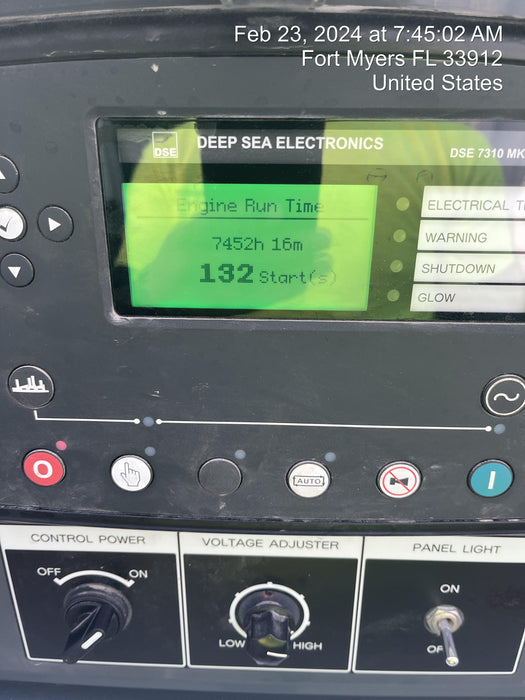 Feb 23, 2024 at 7:45:02 AM
Fort Myers FL 33912
United States
DSE
DEEP SEA ELECTRONICS
DSE 7310 MK
Engine Run Time
7452h 16m
132 Start(s)
ELECTRICAL T
WARNING
SHUTDOWN
GLOW
O
AUTO
I
CONTROL POWER
OFF
ON
VOLTAGE ADJUSTER
LOW
HIGH
PANEL LIGHT
ON
OF